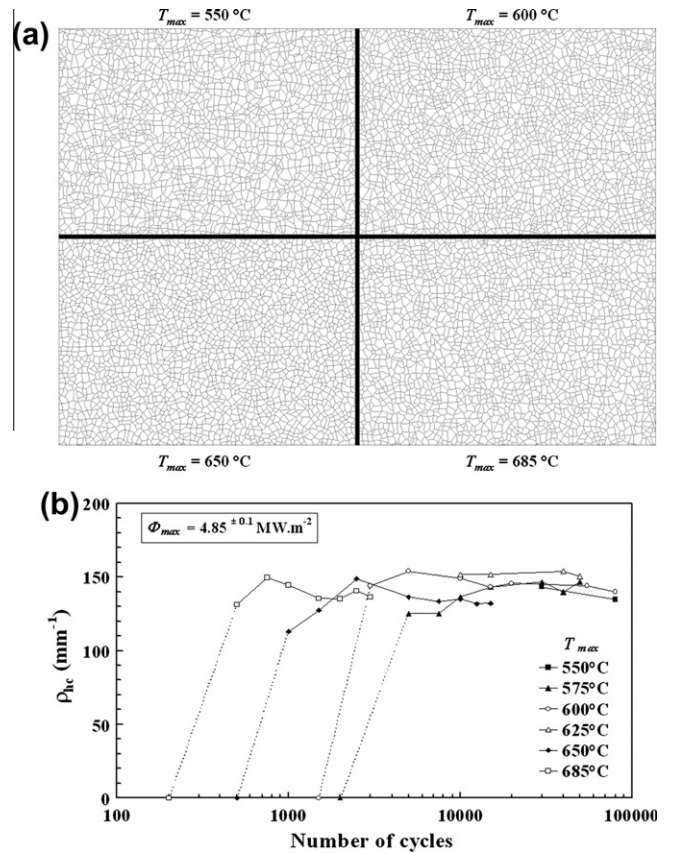 (a)
T_max = 550 °C
T_max = 600 °C
T_max = 650 °C
T_max = 685 °C
(b)
200
150
100
50
0
ρ_hc (mm⁻¹)
Φ_max = 4.85 ± 0.1 MW.m⁻²
T max
550°C
575°C
600°C
625°C
650°C
685°C
100
1000
10000
100000
Number of cycles